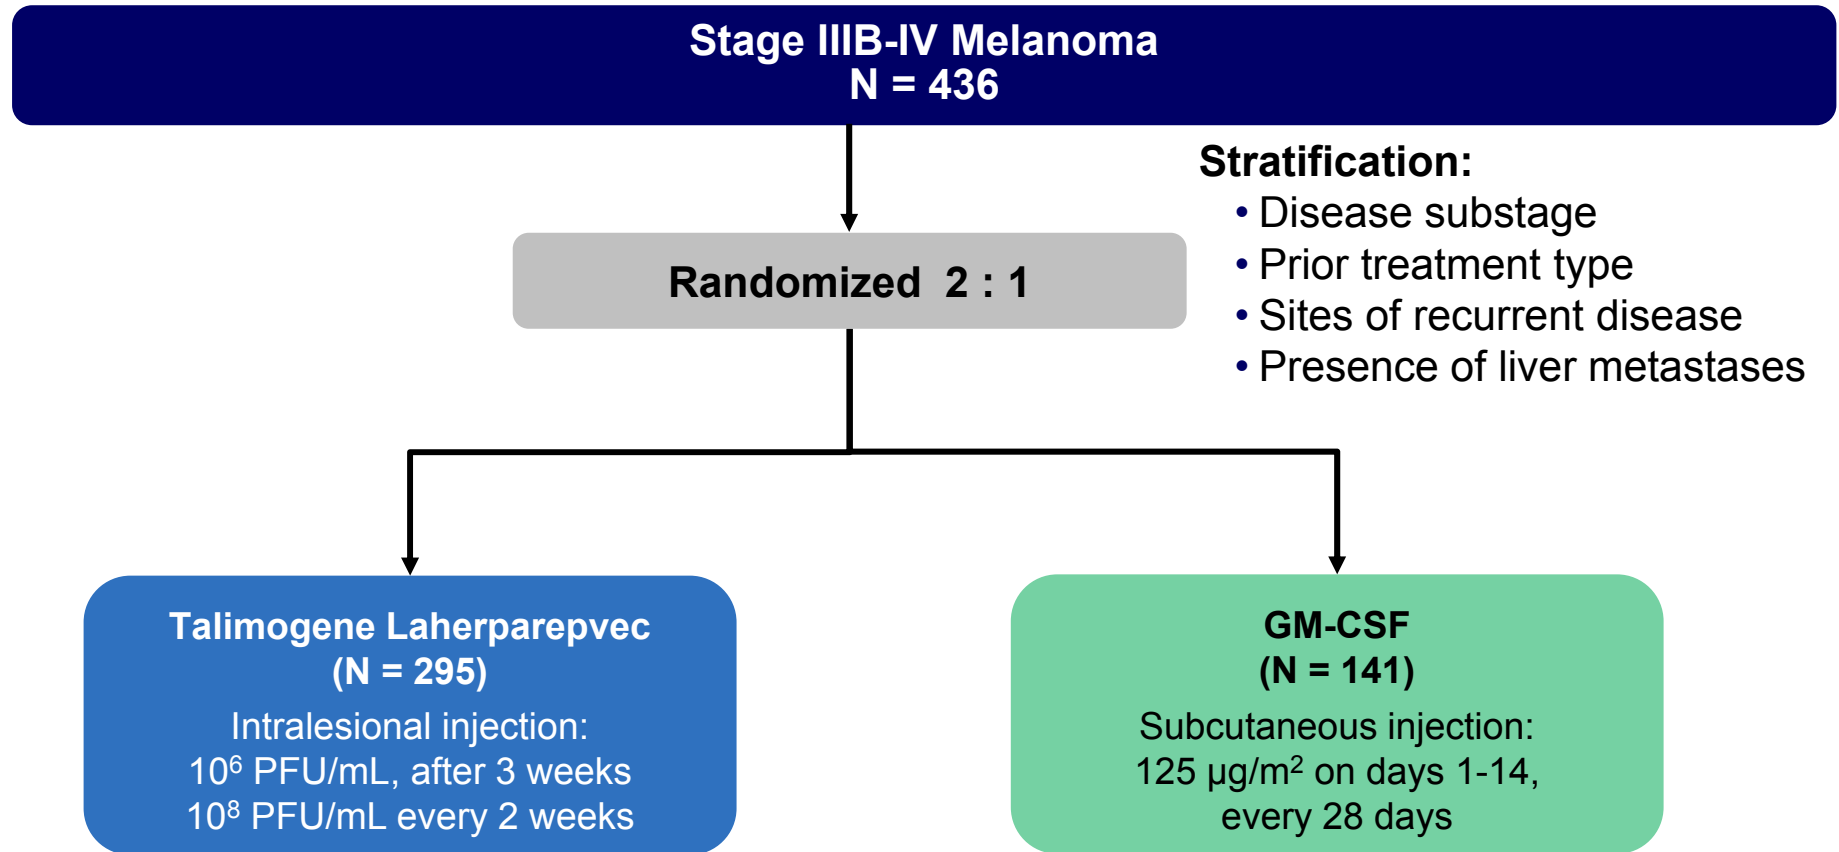 Stage IIIB-IV Melanoma
N = 436
Stratification:
• Disease substage
• Prior treatment type
• Sites of recurrent disease
• Presence of liver metastases
Randomized 2 : 1
Talimogene Laherparepvec
(N = 295)
Intralesional injection:
10⁶ PFU/mL, after 3 weeks
10⁸ PFU/mL every 2 weeks
GM-CSF
(N = 141)
Subcutaneous injection:
125 µg/m² on days 1-14,
every 28 days